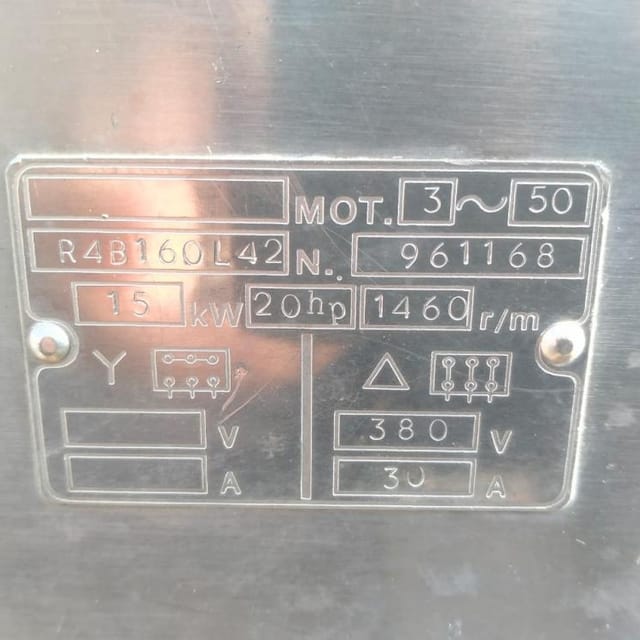 MOT. 3 ~ 50
R4B160L42 N.. 961168
15 kW 20hp 1460 r/m
Y △
V 380 V
A 30 A